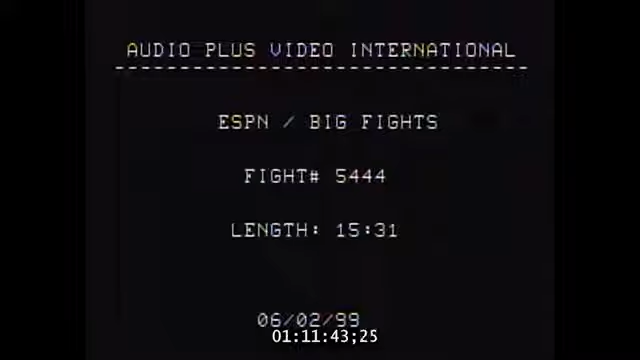 AUDIO PLUS VIDEO INTERNATIONAL
------------------------------
ESPN / BIG FIGHTS
FIGHT# 5444
LENGTH: 15:31
06/02/99
01:11:43;25